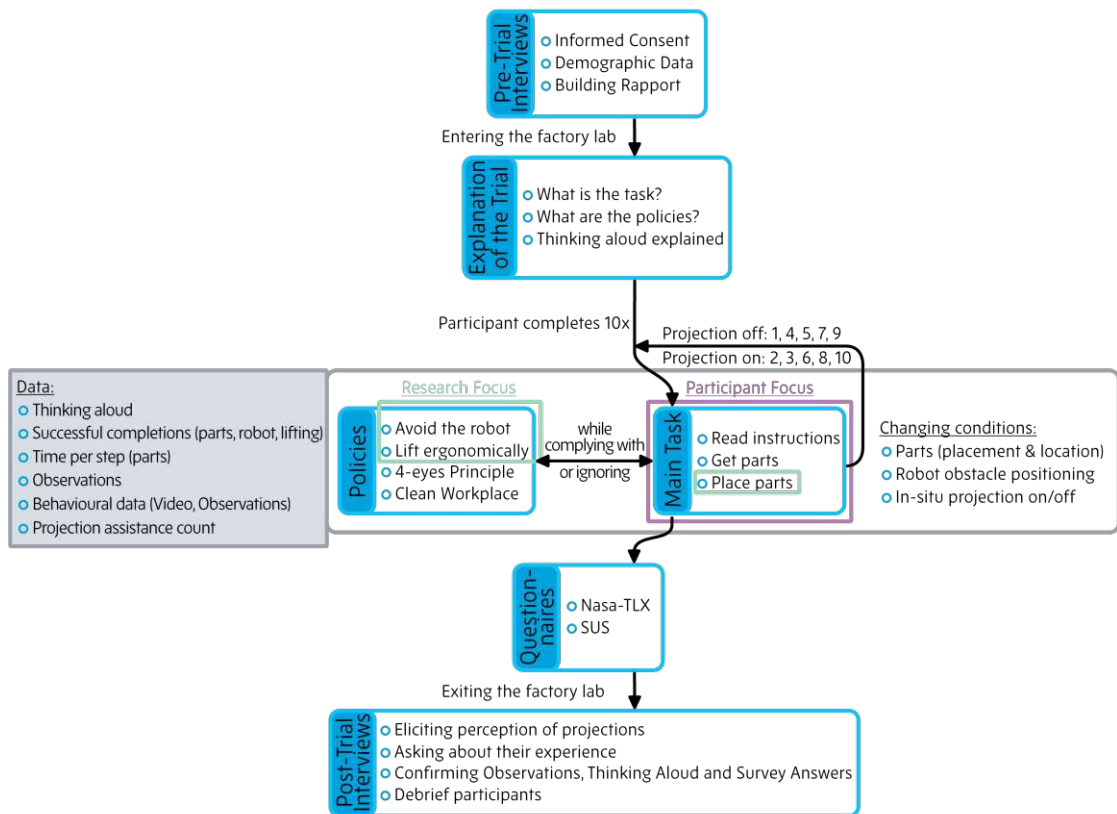 Pre-Trial
Interviews
Informed Consent
Demographic Data
Building Rapport
Entering the factory lab
Explanation
of the Trial
What is the task?
What are the policies?
Thinking aloud explained
Participant completes 10x
Projection off: 1, 4, 5, 7, 9
Projection on: 2, 3, 6, 8, 10
Data:
Thinking aloud
Successful completions (parts, robot, lifting)
Time per step (parts)
Observations
Behavioural data (Video, Observations)
Projection assistance count
Research Focus
Policies
Avoid the robot
Lift ergonomically
4-eyes Principle
Clean Workplace
while
complying with
or ignoring
Participant Focus
Main Task
Read instructions
Get parts
Place parts
Changing conditions:
Parts (placement & location)
Robot obstacle positioning
In-situ projection on/off
Question-
naires
Nasa-TLX
SUS
Exiting the factory lab
Post-Trial
Interviews
Eliciting perception of projections
Asking about their experience
Confirming Observations, Thinking Aloud and Survey Answers
Debrief participants